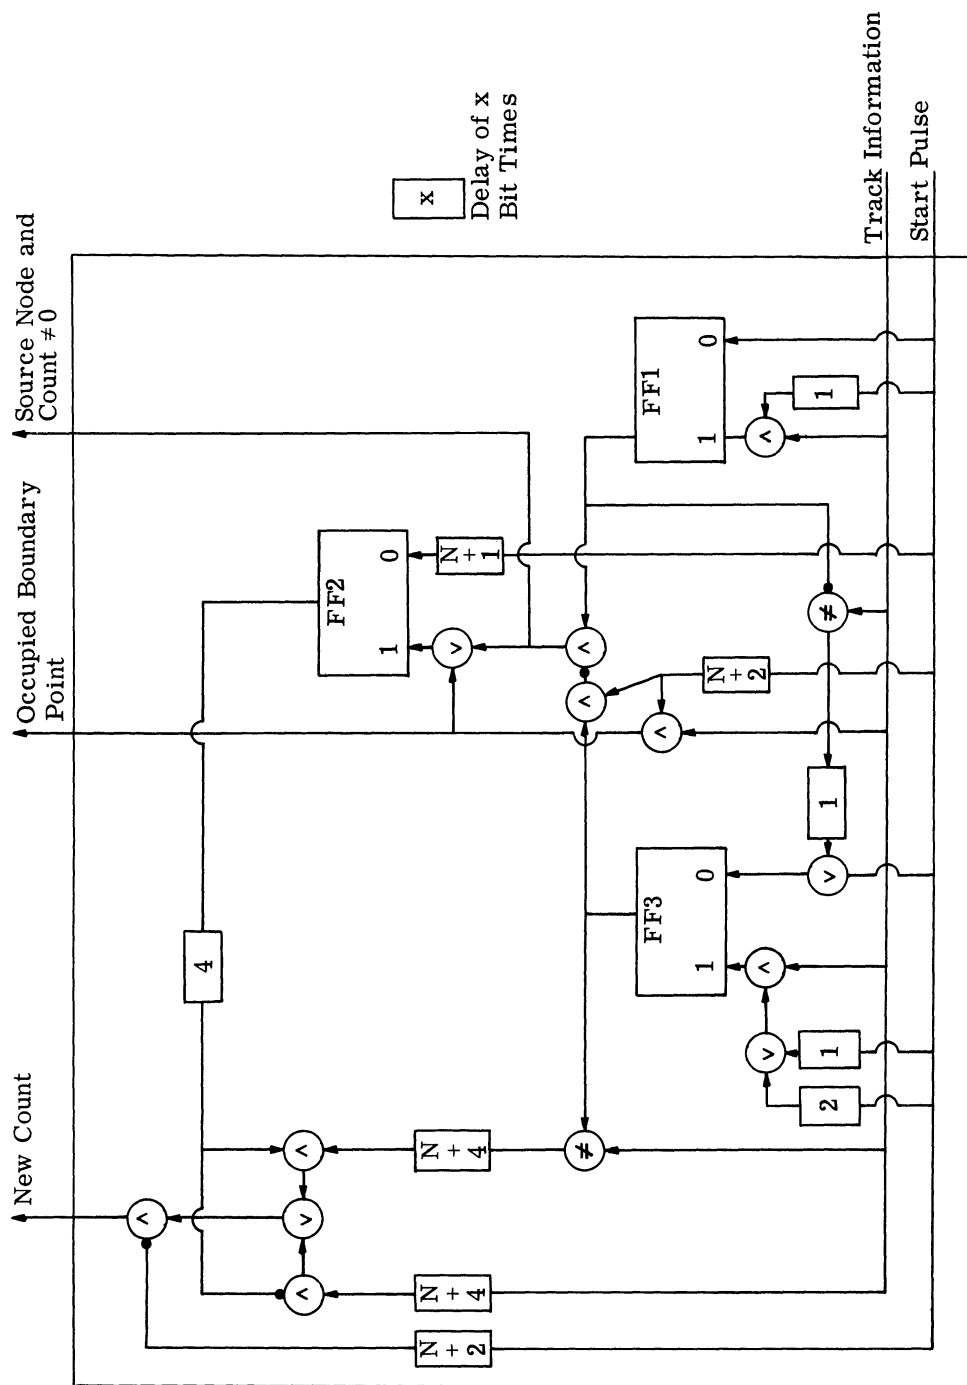 New Count
Occupied Boundary
Point
Source Node and
Count ≠ 0
∧
4
FF2
1
0
∧
∨
∧
x
Delay of x
Bit Times
N
+
2
N
+
4
N
+
4
∨
N
+
1
≠
∧
∧
∧
N
+
2
FF3
1
0
FF1
1
0
∨
∧
∧
2
1
1
∨
1
≠
Track Information
Start Pulse